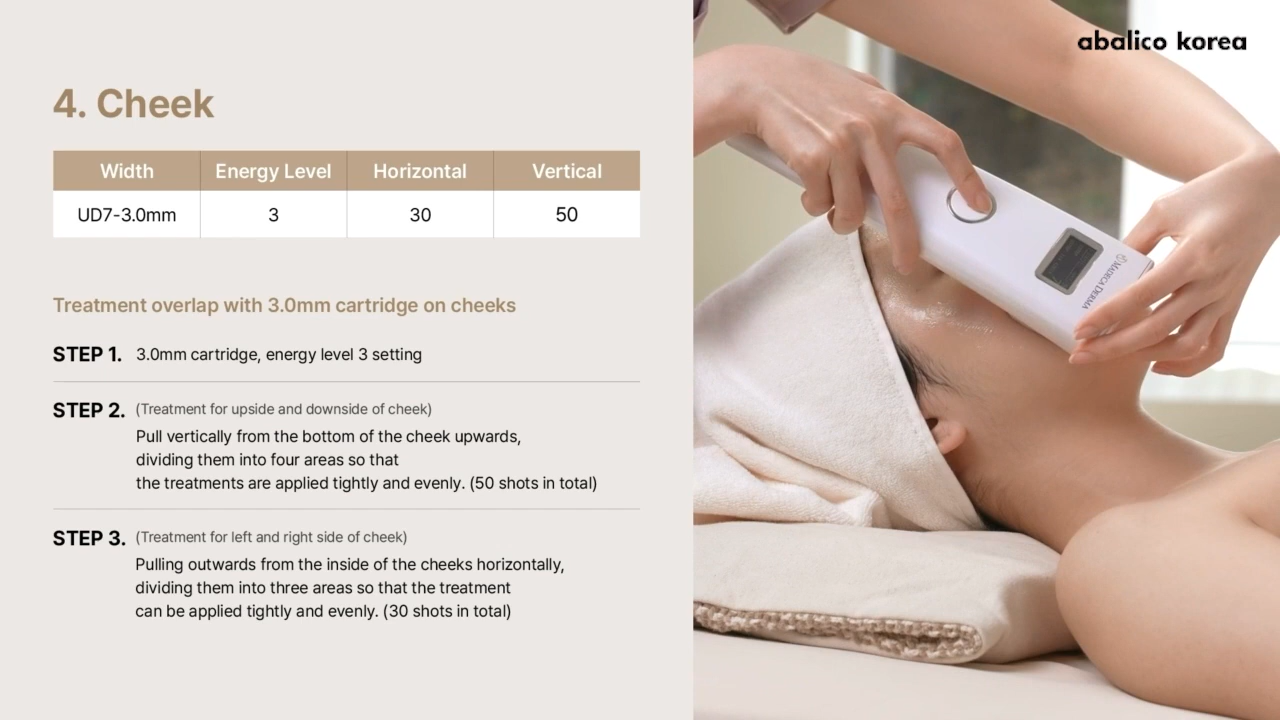 abalico korea
4. Cheek
Width Energy Level Horizontal Vertical
UD7-3.0mm 3 30 50
Treatment overlap with 3.0mm cartridge on cheeks
STEP 1. 3.0mm cartridge, energy level 3 setting
STEP 2. (Treatment for upside and downside of cheek)
Pull vertically from the bottom of the cheek upwards,
dividing them into four areas so that
the treatments are applied tightly and evenly. (50 shots in total)
STEP 3. (Treatment for left and right side of cheek)
Pulling outwards from the inside of the cheeks horizontally,
dividing them into three areas so that the treatment
can be applied tightly and evenly. (30 shots in total)
MADECA DERMA